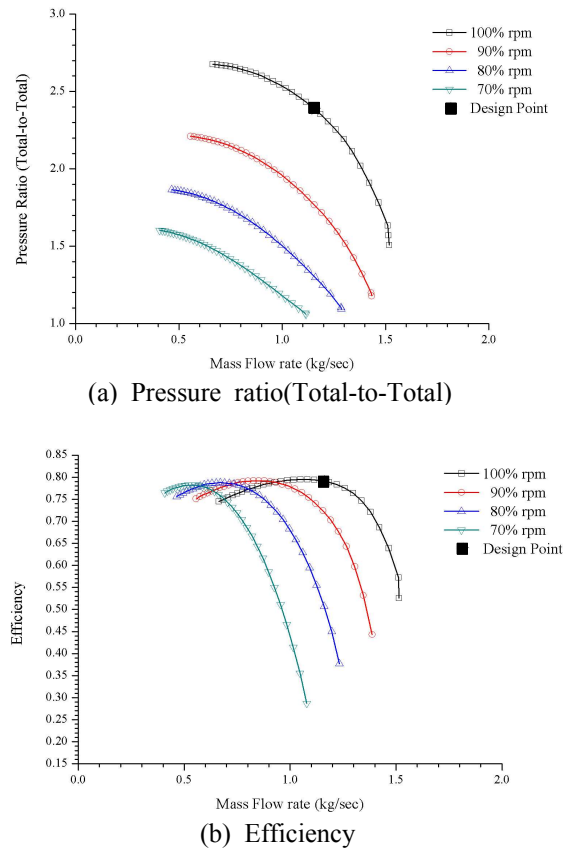 3.0
2.5
2.0
1.5
1.0
Pressure Ratio (Total-to-Total)
100% rpm
90% rpm
80% rpm
70% rpm
Design Point
0.0 0.5 1.0 1.5 2.0
Mass Flow rate (kg/sec)
(a) Pressure ratio(Total-to-Total)
0.85
0.80
0.75
0.70
0.65
0.60
0.55
0.50
0.45
0.40
0.35
0.30
0.25
0.20
0.15
Efficiency
100% rpm
90% rpm
80% rpm
70% rpm
Design Point
0.0 0.5 1.0 1.5 2.0
Mass Flow rate (kg/sec)
(b) Efficiency